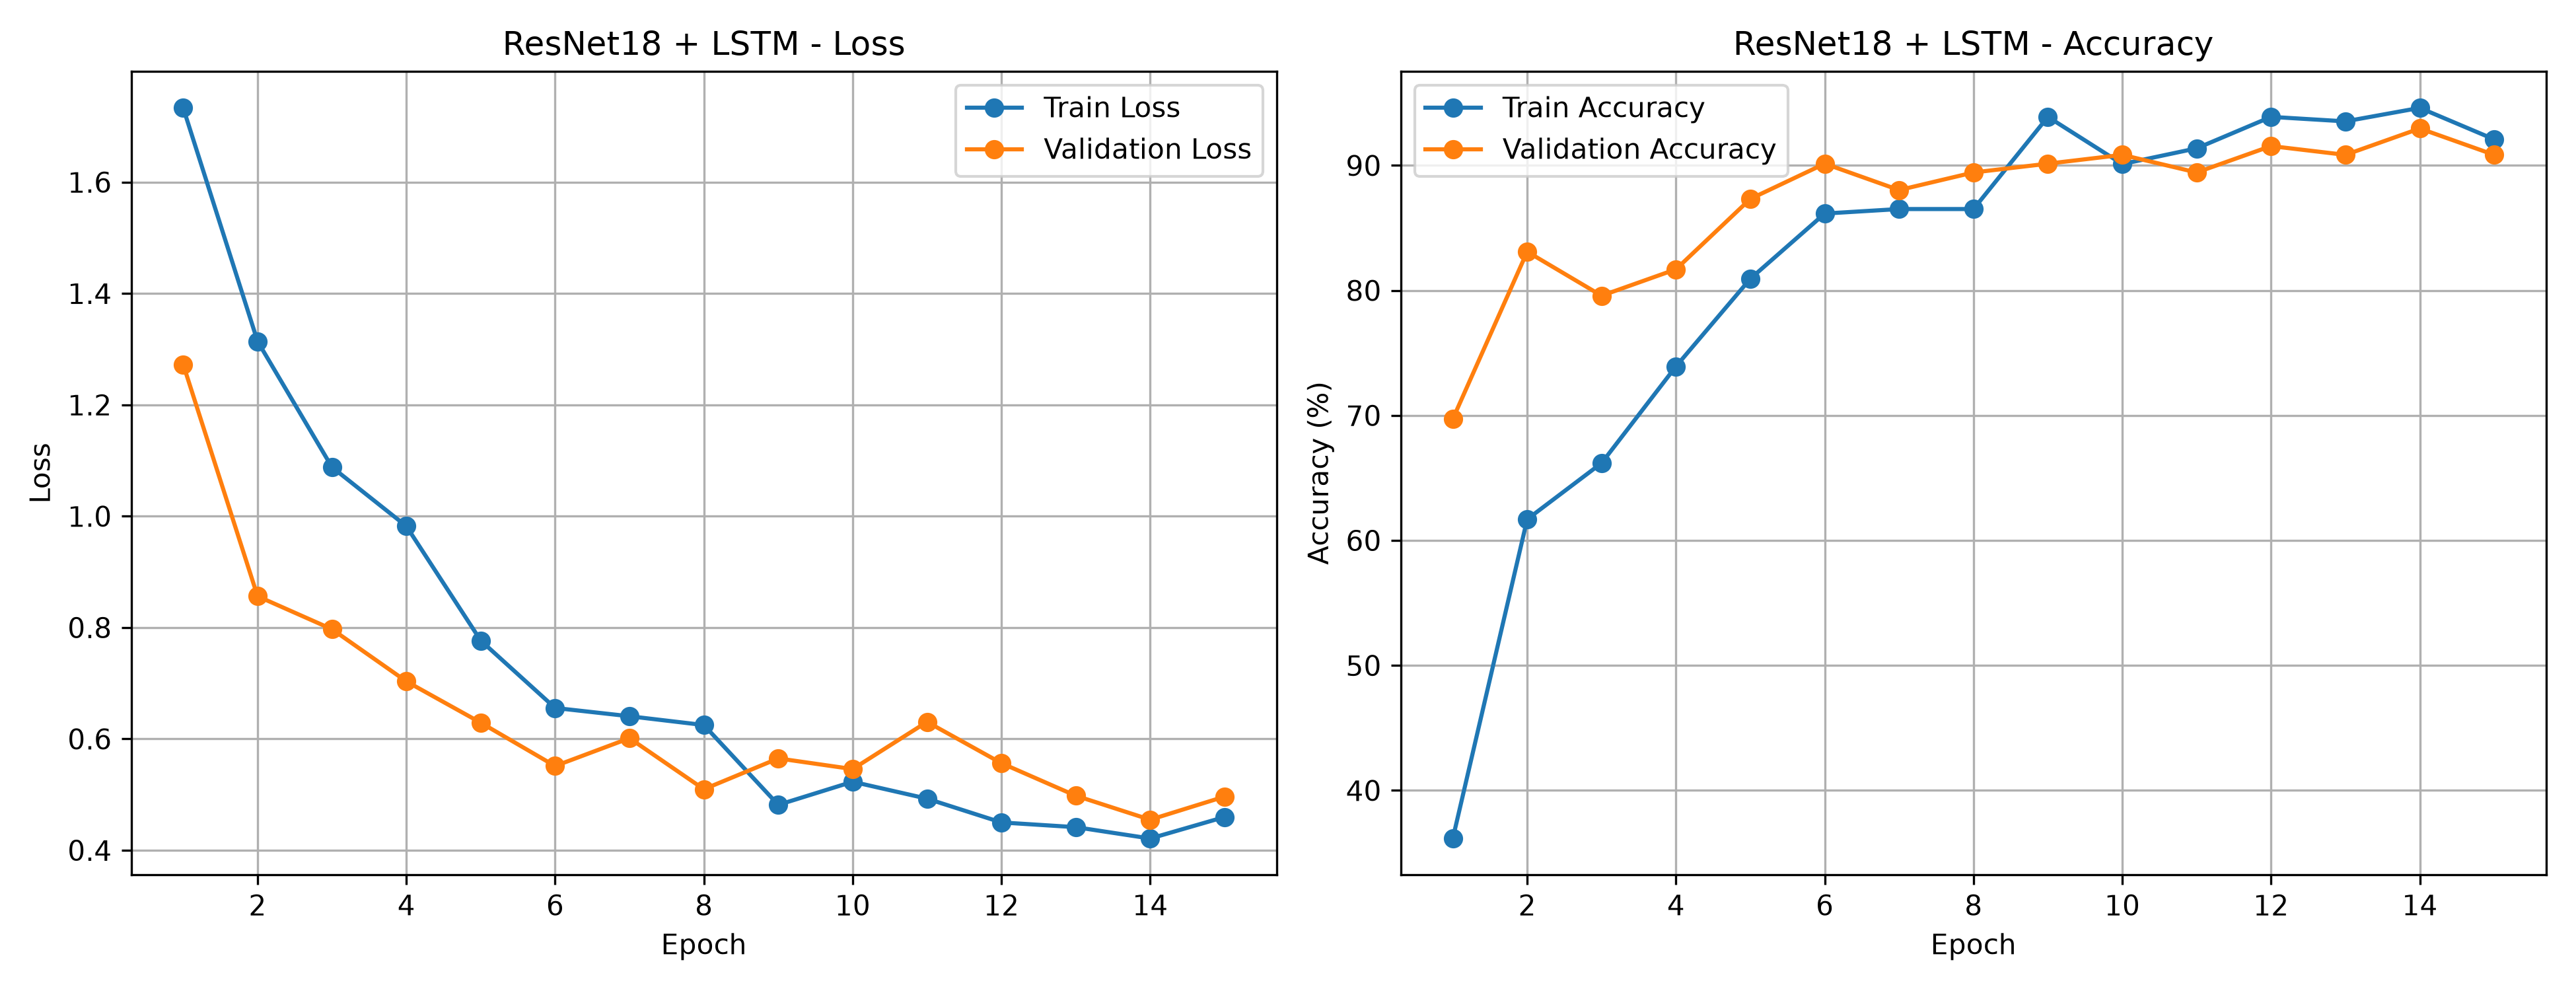 ResNet18 + LSTM - Loss
Train Loss
Validation Loss
1.6
1.4
1.2
1.0
0.8
0.6
0.4
Loss
2 4 6 8 10 12 14
Epoch
ResNet18 + LSTM - Accuracy
Train Accuracy
Validation Accuracy
90
80
70
60
50
40
Accuracy (%)
2 4 6 8 10 12 14
Epoch